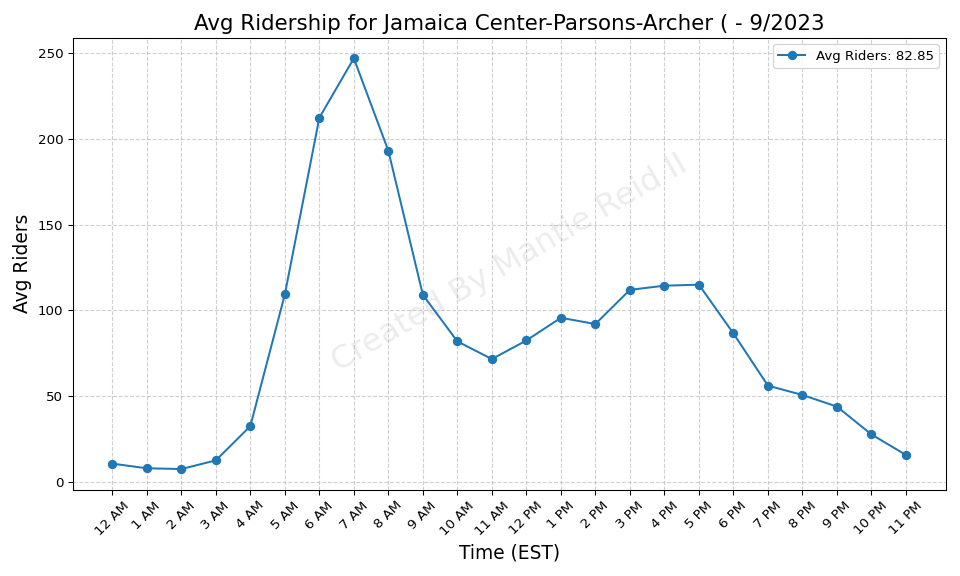 Avg Ridership for Jamaica Center-Parsons-Archer ( - 9/2023
Avg Riders: 82.85
Avg Riders
250
200
150
100
50
0
12 AM
1 AM
2 AM
3 AM
4 AM
5 AM
6 AM
7 AM
8 AM
9 AM
10 AM
11 AM
12 PM
1 PM
2 PM
3 PM
4 PM
5 PM
6 PM
7 PM
8 PM
9 PM
10 PM
11 PM
Time (EST)
Created By Mantie Reid II